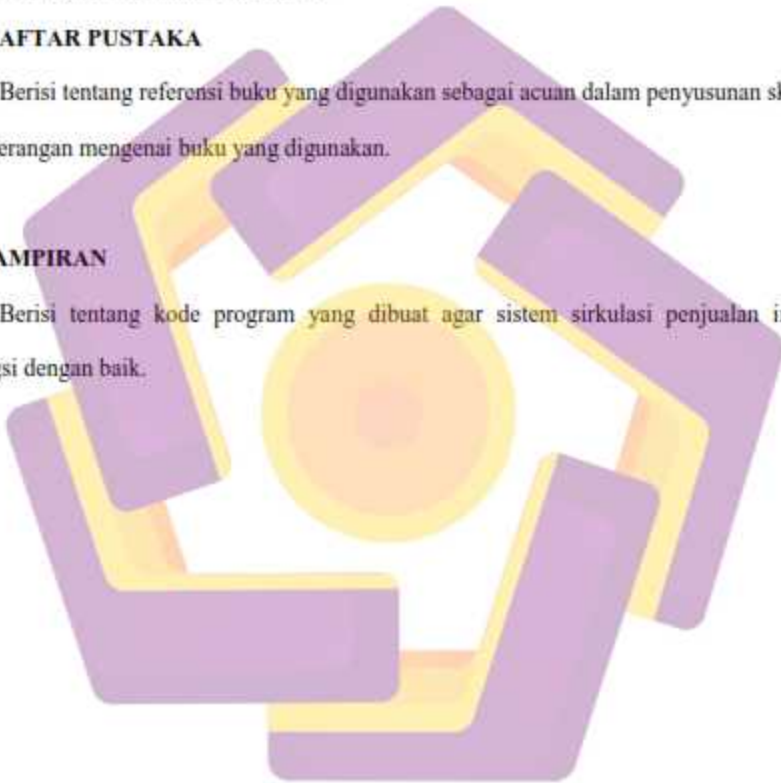 AFTAR PUSTAKA
Berisi tentang referensi buku yang digunakan sebagai acuan dalam penyusunan sk
erangan mengenai buku yang digunakan.
AMPIRAN
Berisi tentang kode program yang dibuat agar sistem sirkulasi penjualan i
si dengan baik.